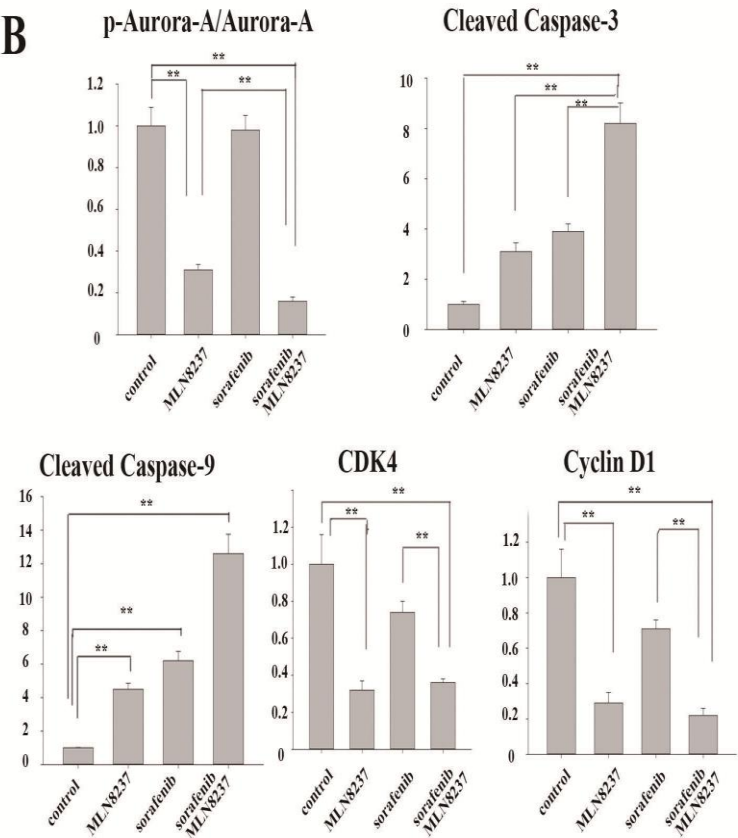 B
p-Aurora-A/Aurora-A
**
**
**
1.2
1.0
0.8
0.6
0.4
0.2
0
control
MLN8237
sorafenib
sorafenib
MLN8237
Cleaved Caspase-3
**
**
**
10
8
6
4
2
0
control
MLN8237
sorafenib
sorafenib
MLN8237
Cleaved Caspase-9
**
**
**
16
14
12
10
8
6
4
2
0
control
MLN8237
sorafenib
sorafenib
MLN8237
CDK4
**
**
**
1.2
1.0
0.8
0.6
0.4
0.2
0
control
MLN8237
sorafenib
sorafenib
MLN8237
Cyclin D1
**
**
**
1.2
1.0
0.8
0.6
0.4
0.2
0
control
MLN8237
sorafenib
sorafenib
MLN8237